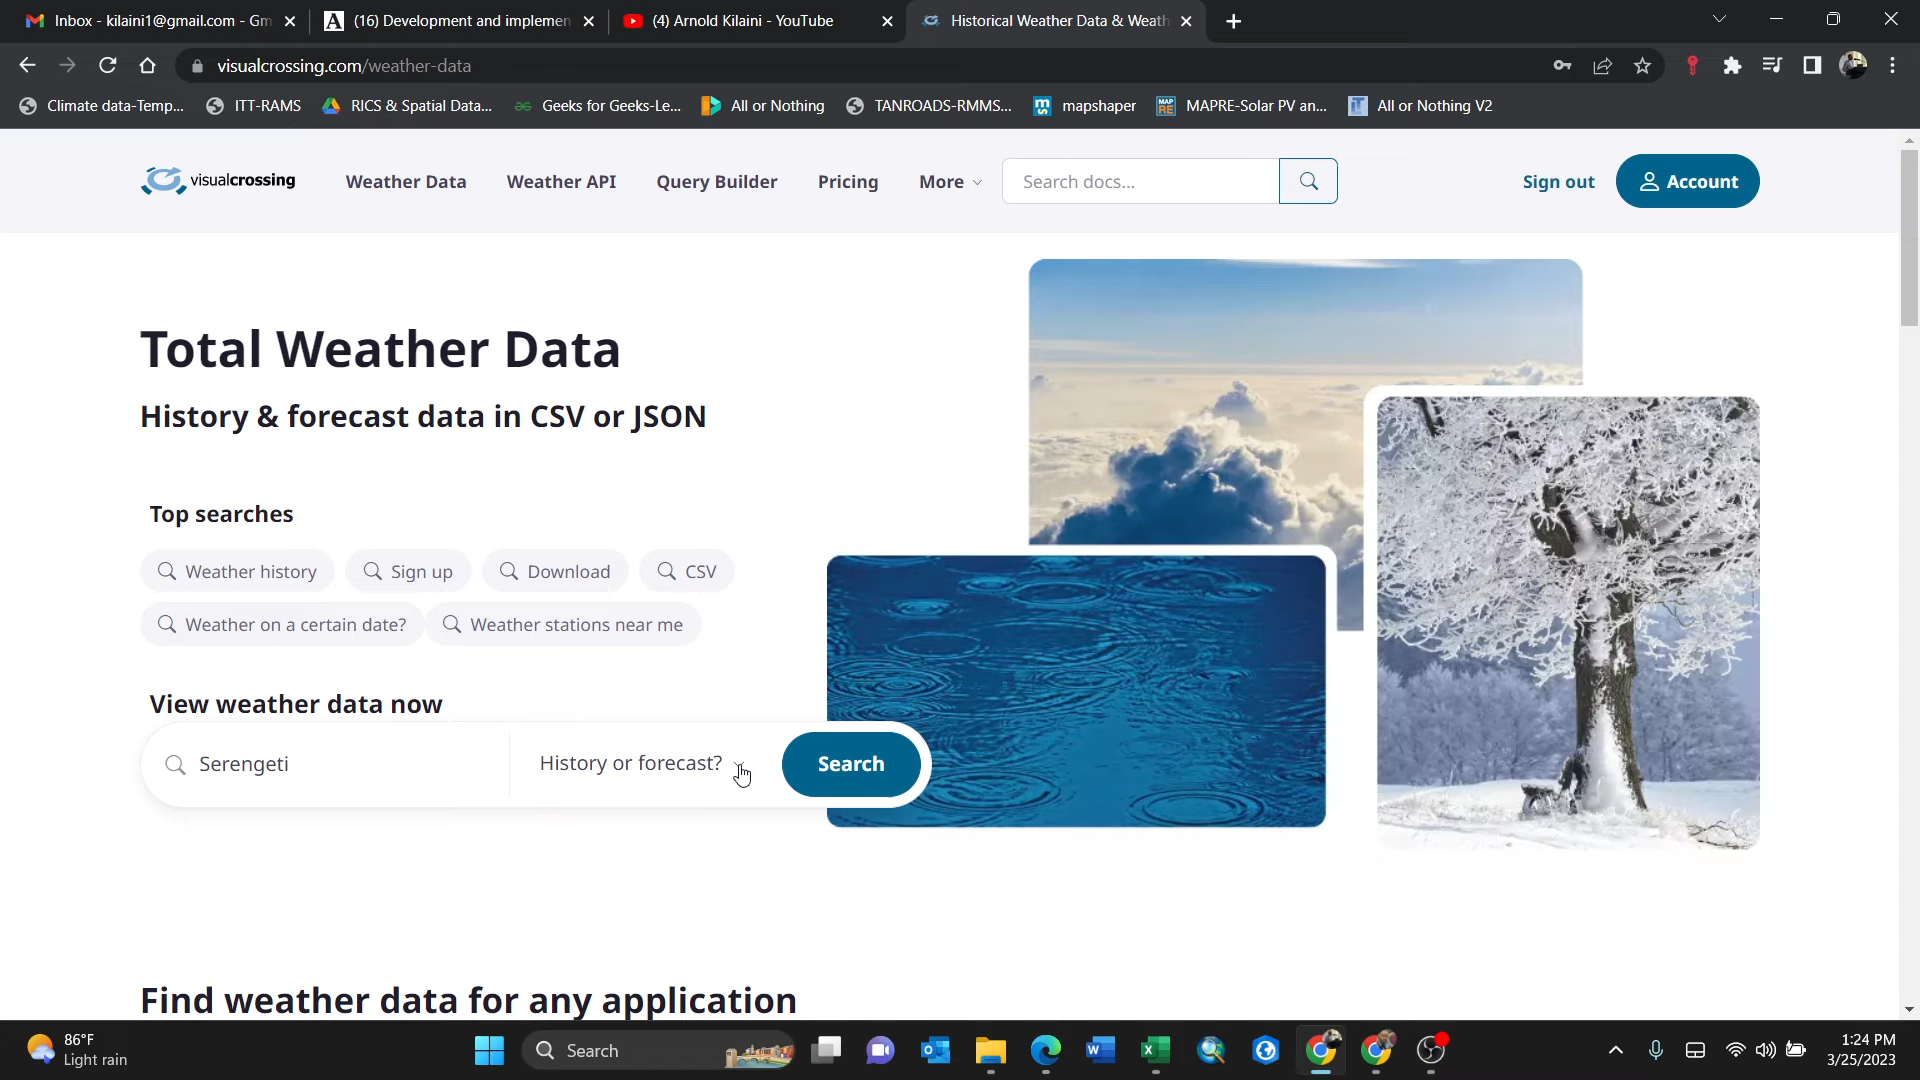 Inbox - kilaini1@gmail.com - Gm
(16) Development and implemen
(4) Arnold Kilaini - YouTube
Historical Weather Data & Weath
visualcrossing.com/weather-data
Climate data-Temp...
ITT-RAMS
RICS & Spatial Data...
Geeks for Geeks-Le...
All or Nothing
TANROADS-RMMS...
mapshaper
MAPRE-Solar PV an...
All or Nothing V2
visualcrossing
Weather Data
Weather API
Query Builder
Pricing
More
Search docs...
Sign out
Account
Total Weather Data
History & forecast data in CSV or JSON
Top searches
Weather history
Sign up
Download
CSV
Weather on a certain date?
Weather stations near me
View weather data now
Serengeti
History or forecast?
Search
Find weather data for any application
86°F
Light rain
Search
1:24 PM
3/25/2023